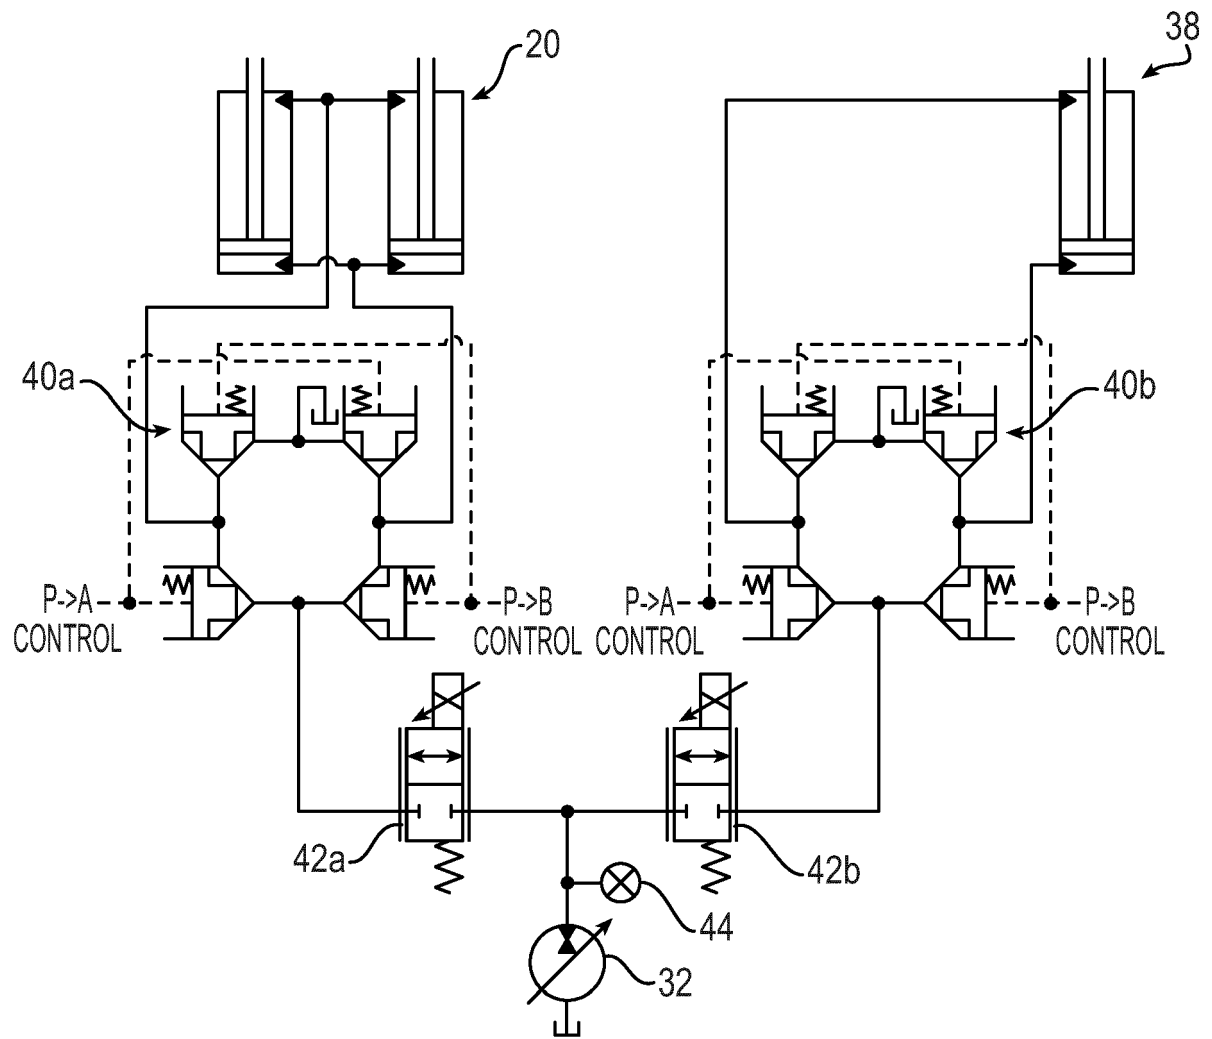 38
20
40a
40b
P->A
CONTROL
P->B
CONTROL
P->A
CONTROL
P->B
CONTROL
42a
42b
44
32